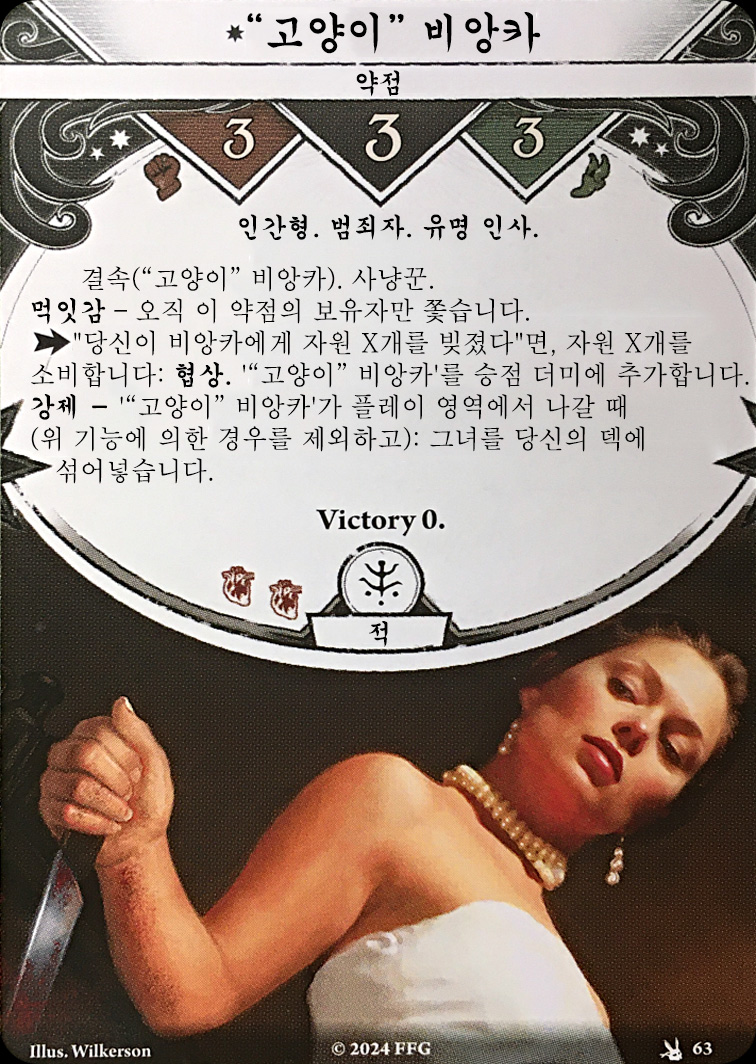 “고양이” 비앙카
약점
3 3 3
인간형. 범죄자. 유명 인사.
결속(“고양이” 비앙카). 사냥꾼.
먹잇감 – 오직 이 약점의 보유자만 쫓습니다.
"당신이 비앙카에게 자원 X개를 빚졌다"면, 자원 X개를
소비합니다: 협상. '“고양이” 비앙카'를 승점 더미에 추가합니다.
강제 – '“고양이” 비앙카'가 플레이 영역에서 나갈 때
(위 기능에 의한 경우를 제외하고): 그녀를 당신의 덱에
섞어넣습니다.
Victory 0.
적
Illus. Wilkerson
© 2024 FFG
63